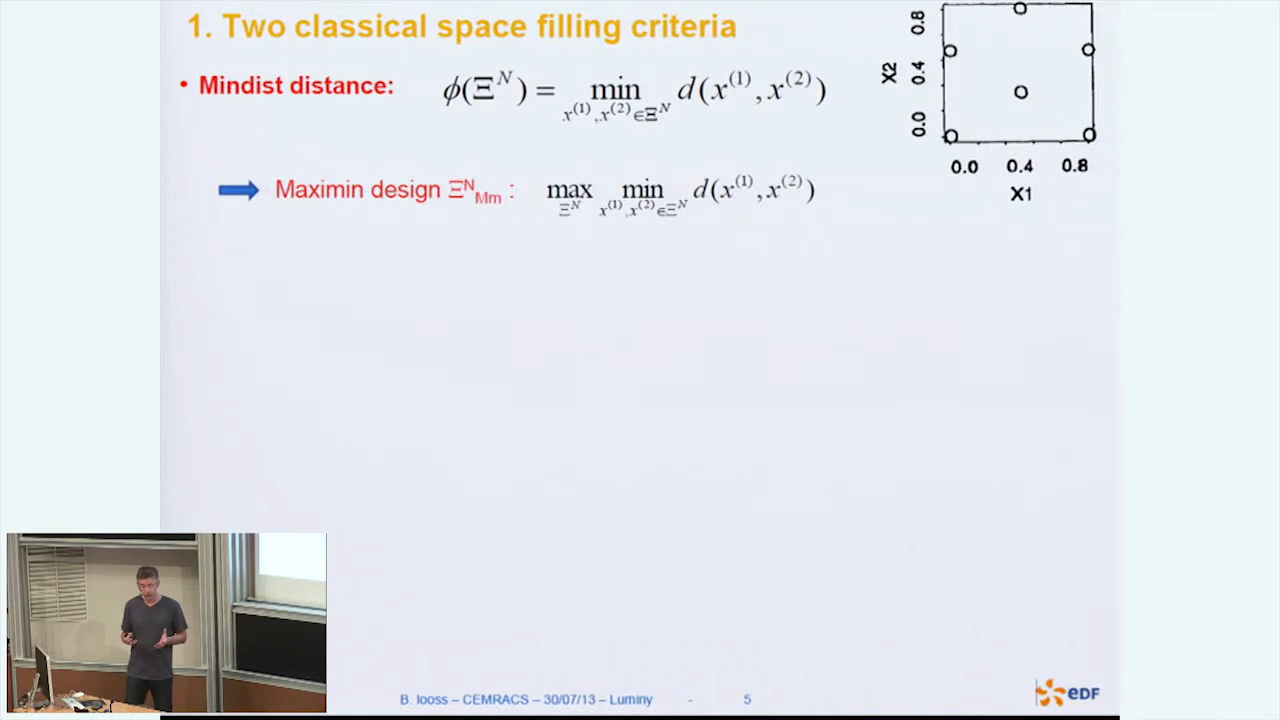 1. Two classical space filling criteria
• Mindist distance: ϕ(Ξ^N) = min_{x^(1),x^(2)∈Ξ^N} d(x^(1), x^(2))
Maximin design Ξ^N_Mm : max_{Ξ^N} min_{x^(1),x^(2)∈Ξ^N} d(x^(1), x^(2))
X2
0.8
0.4
0.0
0.0 0.4 0.8
X1
B. Iooss – CEMRACS – 30/07/13 – Luminy - 5
EDF